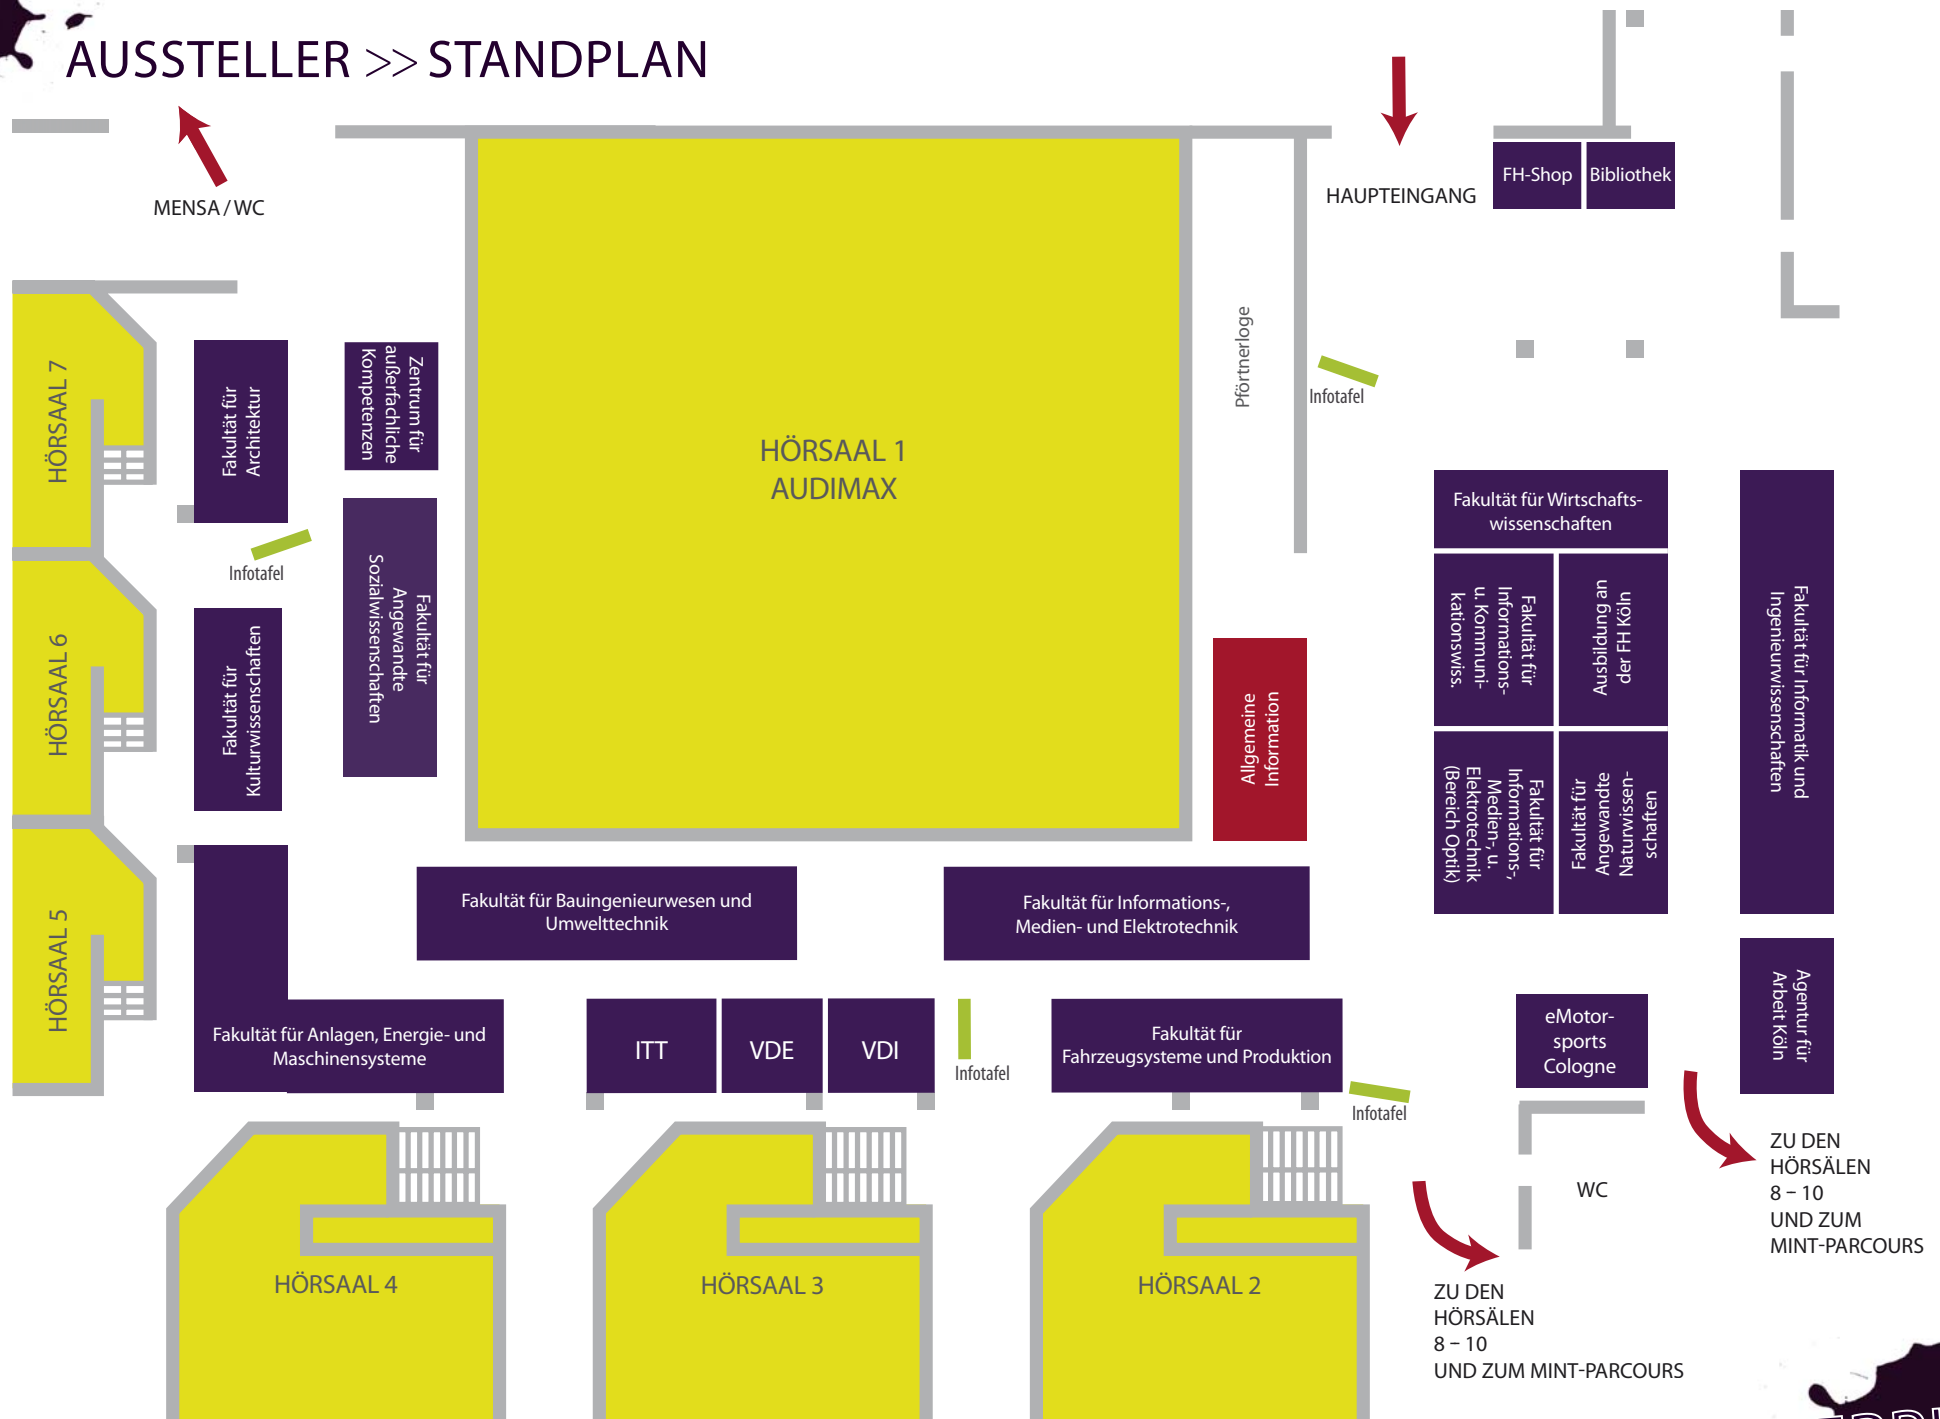 AUSSTELLER >> STANDPLAN
MENSA / WC
HAUPTEINGANG
FH-Shop
Bibliothek
HÖRSAAL 7
Fakultät für
Architektur
Zentrum für
außerfachliche
Kompetenzen
HÖRSAAL 1
AUDIMAX
Pförtnerloge
Infotafel
Infotafel
Fakultät für
Angewandte
Sozialwissenschaften
HÖRSAAL 6
Fakultät für
Kulturwissenschaften
Allgemeine
Information
Fakultät für Wirtschafts-
wissenschaften
Fakultät für
Informations-
u. Kommuni-
kationswiss.
Ausbildung an
der FH Köln
Fakultät für
Informations-,
Medien-, u.
Elektrotechnik
(Bereich Optik)
Fakultät für
Angewandte
Naturwissen-
schaften
Fakultät für Informatik und
Ingenieurwissenschaften
HÖRSAAL 5
Fakultät für Bauingenieurwesen und
Umwelttechnik
Fakultät für Informations-,
Medien- und Elektrotechnik
Fakultät für Anlagen, Energie- und
Maschinensysteme
ITT
VDE
VDI
Infotafel
Fakultät für
Fahrzeugsysteme und Produktion
Infotafel
eMotor-
sports
Cologne
Agentur für
Arbeit Köln
WC
ZU DEN
HÖRSÄLEN
8 – 10
UND ZUM
MINT-PARCOURS
HÖRSAAL 4
HÖRSAAL 3
HÖRSAAL 2
ZU DEN
HÖRSÄLEN
8 – 10
UND ZUM MINT-PARCOURS